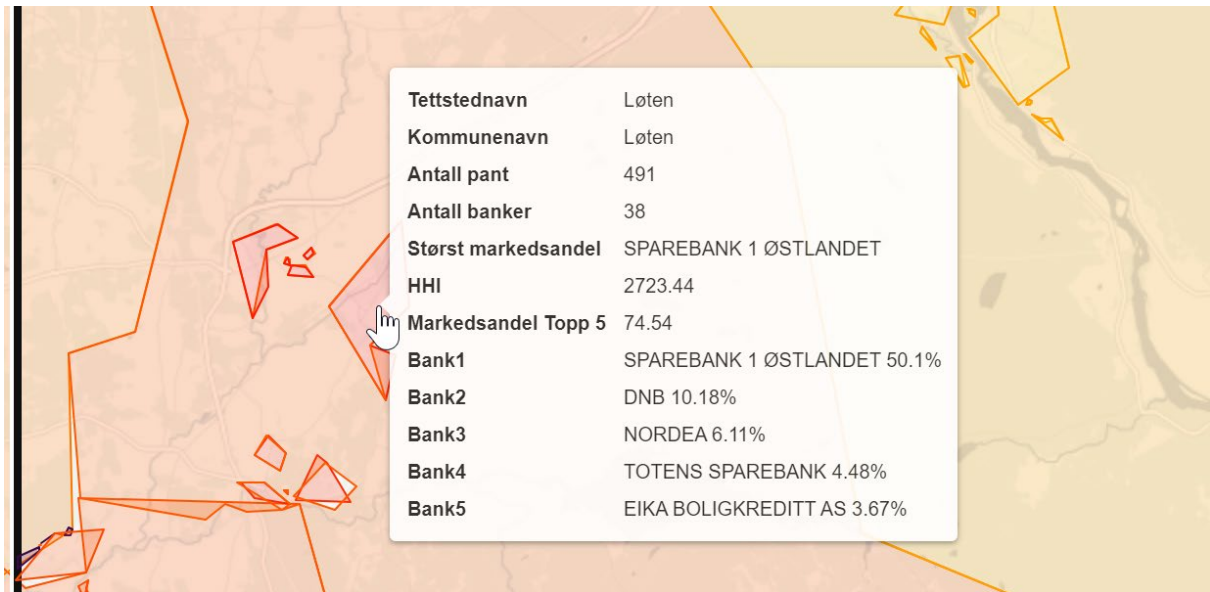 Tettstednavn Løten
Kommunenavn Løten
Antall pant 491
Antall banker 38
Størst markedsandel SPAREBANK 1 ØSTLANDET
HHI 2723.44
Markedsandel Topp 5 74.54
Bank1 SPAREBANK 1 ØSTLANDET 50.1%
Bank2 DNB 10.18%
Bank3 NORDEA 6.11%
Bank4 TOTENS SPAREBANK 4.48%
Bank5 EIKA BOLIGKREDITT AS 3.67%